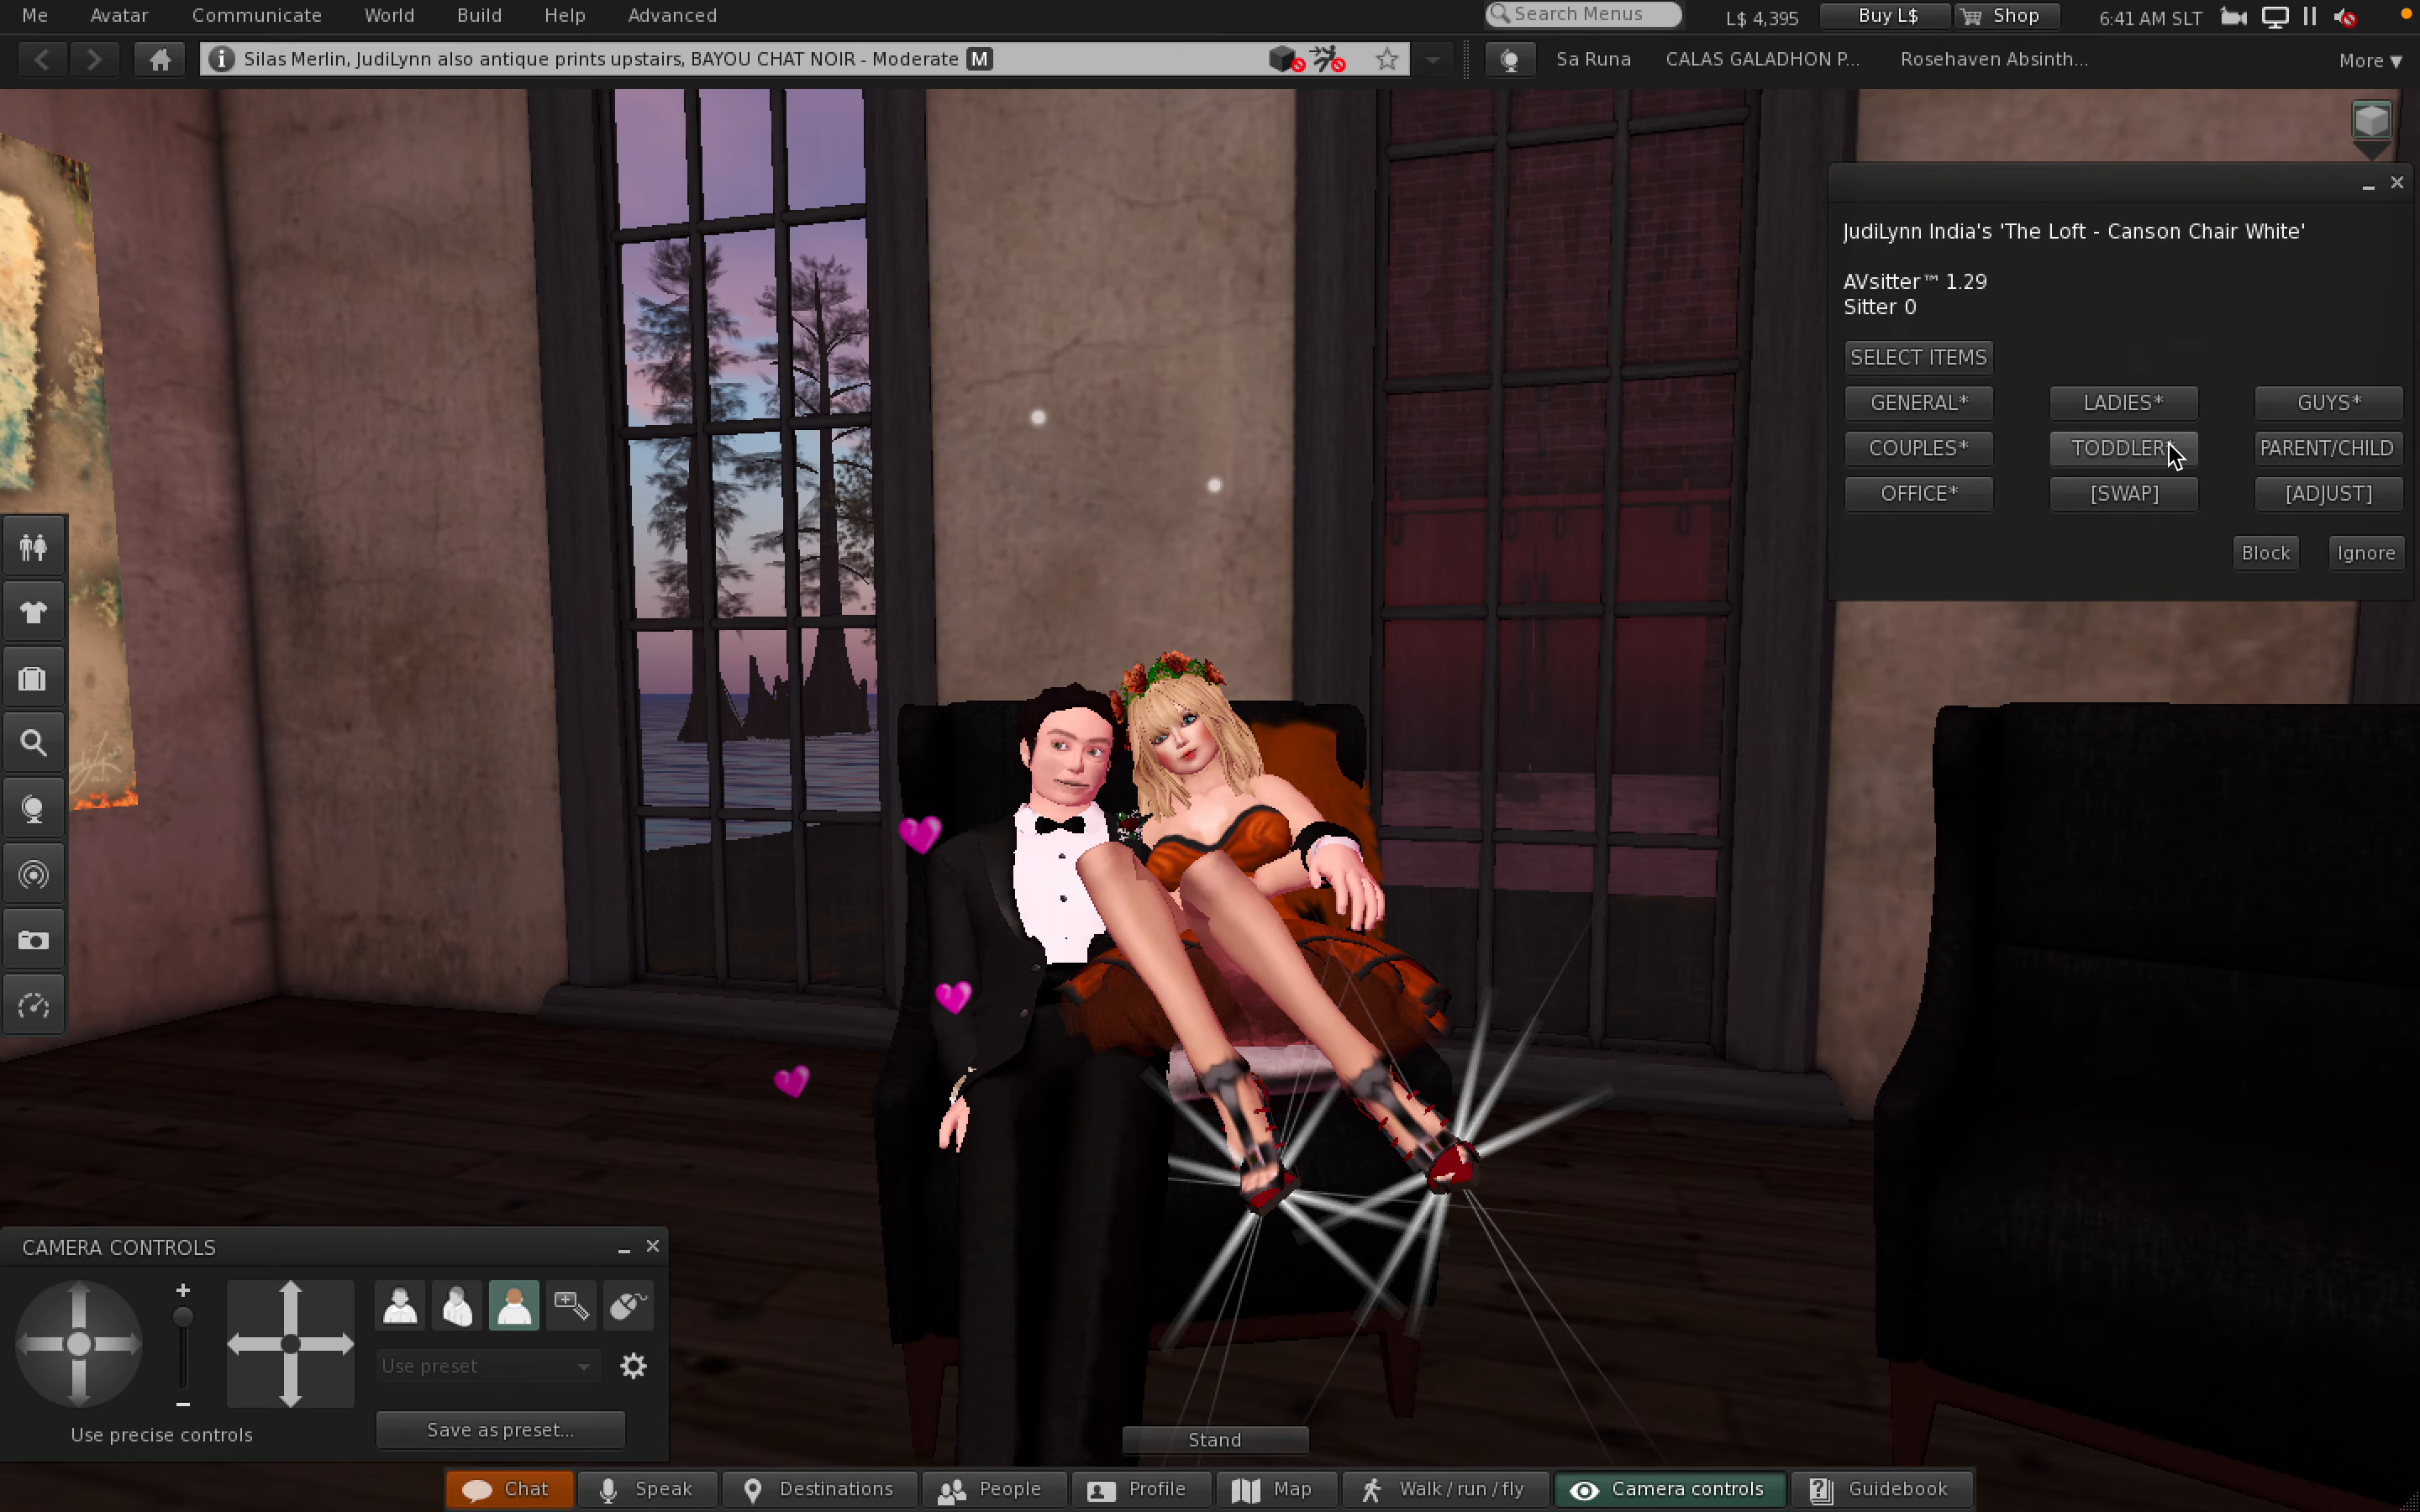 Me Avatar Communicate World Build Help Advanced Search Menus L$ 4,395 Buy L$ Shop 6:41 AM SLT
Silas Merlin, JudiLynn also antique prints upstairs, BAYOU CHAT NOIR - Moderate M Sa Runa CALAS GALADHON P... Rosehaven Absinth... More ▼
JudiLynn India's 'The Loft - Canson Chair White'
AVsitter™ 1.29
Sitter 0
SELECT ITEMS
GENERAL* LADIES* GUYS*
COUPLES* TODDLER* PARENT/CHILD
OFFICE* [SWAP] [ADJUST]
Block Ignore
CAMERA CONTROLS
Use preset
Save as preset...
Use precise controls
Stand
Chat Speak Destinations People Profile Map Walk / run / fly Camera controls Guidebook